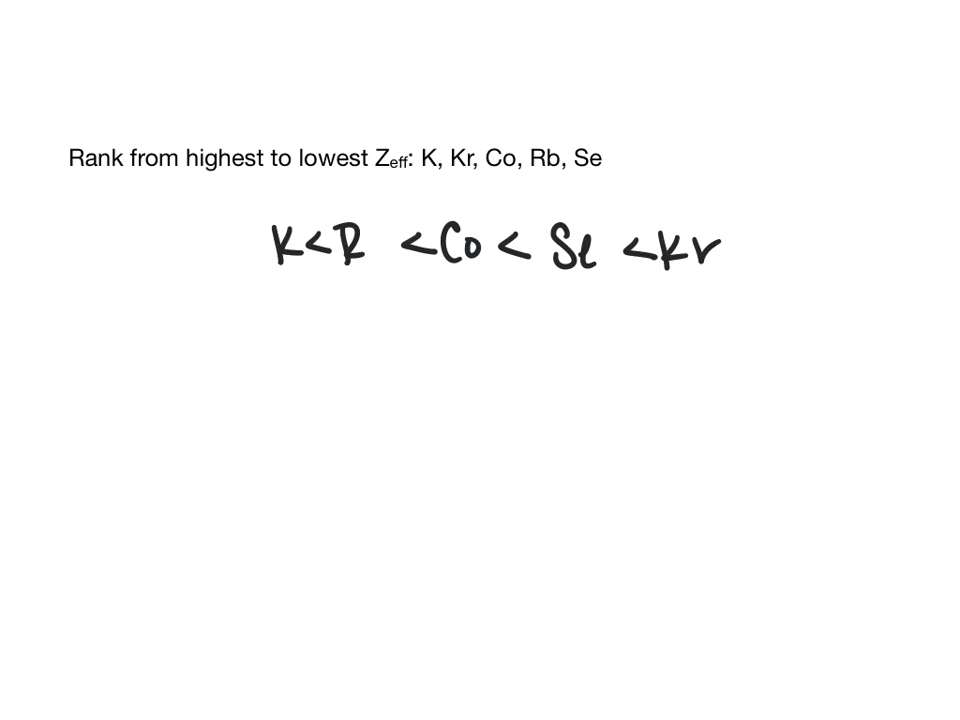 Rank from highest to lowest Zeff: K, Kr, Co, Rb, Se
K<R <Co< Se <Kr